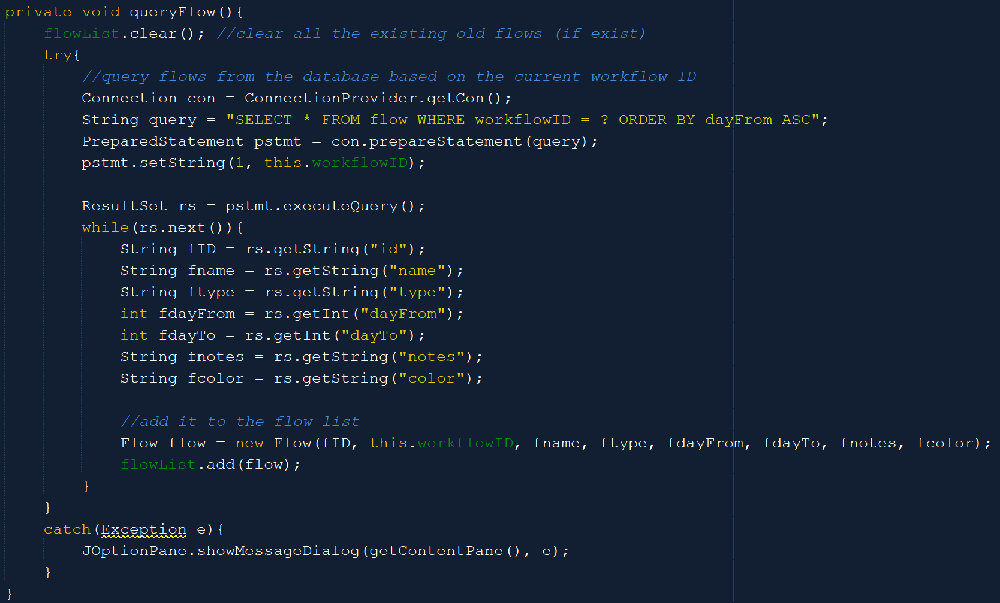 private void queryFlow(){
flowList.clear(); //clear all the existing old flows (if exist)
try{
//query flows from the database based on the current workflow ID
Connection con = ConnectionProvider.getCon();
String query = "SELECT * FROM flow WHERE workflowID = ? ORDER BY dayFrom ASC";
PreparedStatement pstmt = con.prepareStatement(query);
pstmt.setString(1, this.workflowID);
ResultSet rs = pstmt.executeQuery();
while(rs.next()){
String fID = rs.getString("id");
String fname = rs.getString("name");
String ftype = rs.getString("type");
int fdayFrom = rs.getInt("dayFrom");
int fdayTo = rs.getInt("dayTo");
String fnotes = rs.getString("notes");
String fcolor = rs.getString("color");
//add it to the flow list
Flow flow = new Flow(fID, this.workflowID, fname, ftype, fdayFrom, fdayTo, fnotes, fcolor);
flowList.add(flow);
}
}
catch(Exception e){
JOptionPane.showMessageDialog(getContentPane(), e);
}
}